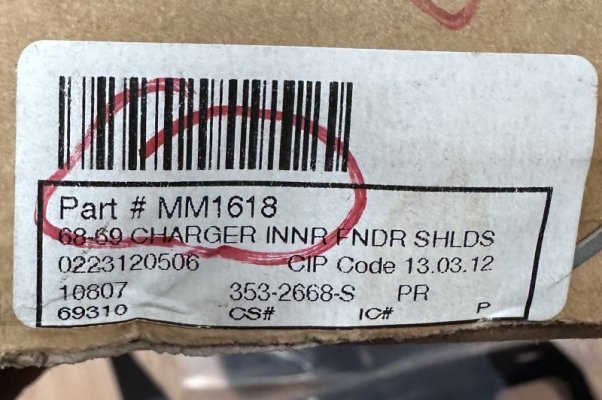 Part # MM1618
68-69 CHARGER INNR FNDR SHLDS
0223120506 CIP Code 13.03.12
10807 353-2668-S PR
69310 CS# IC# P